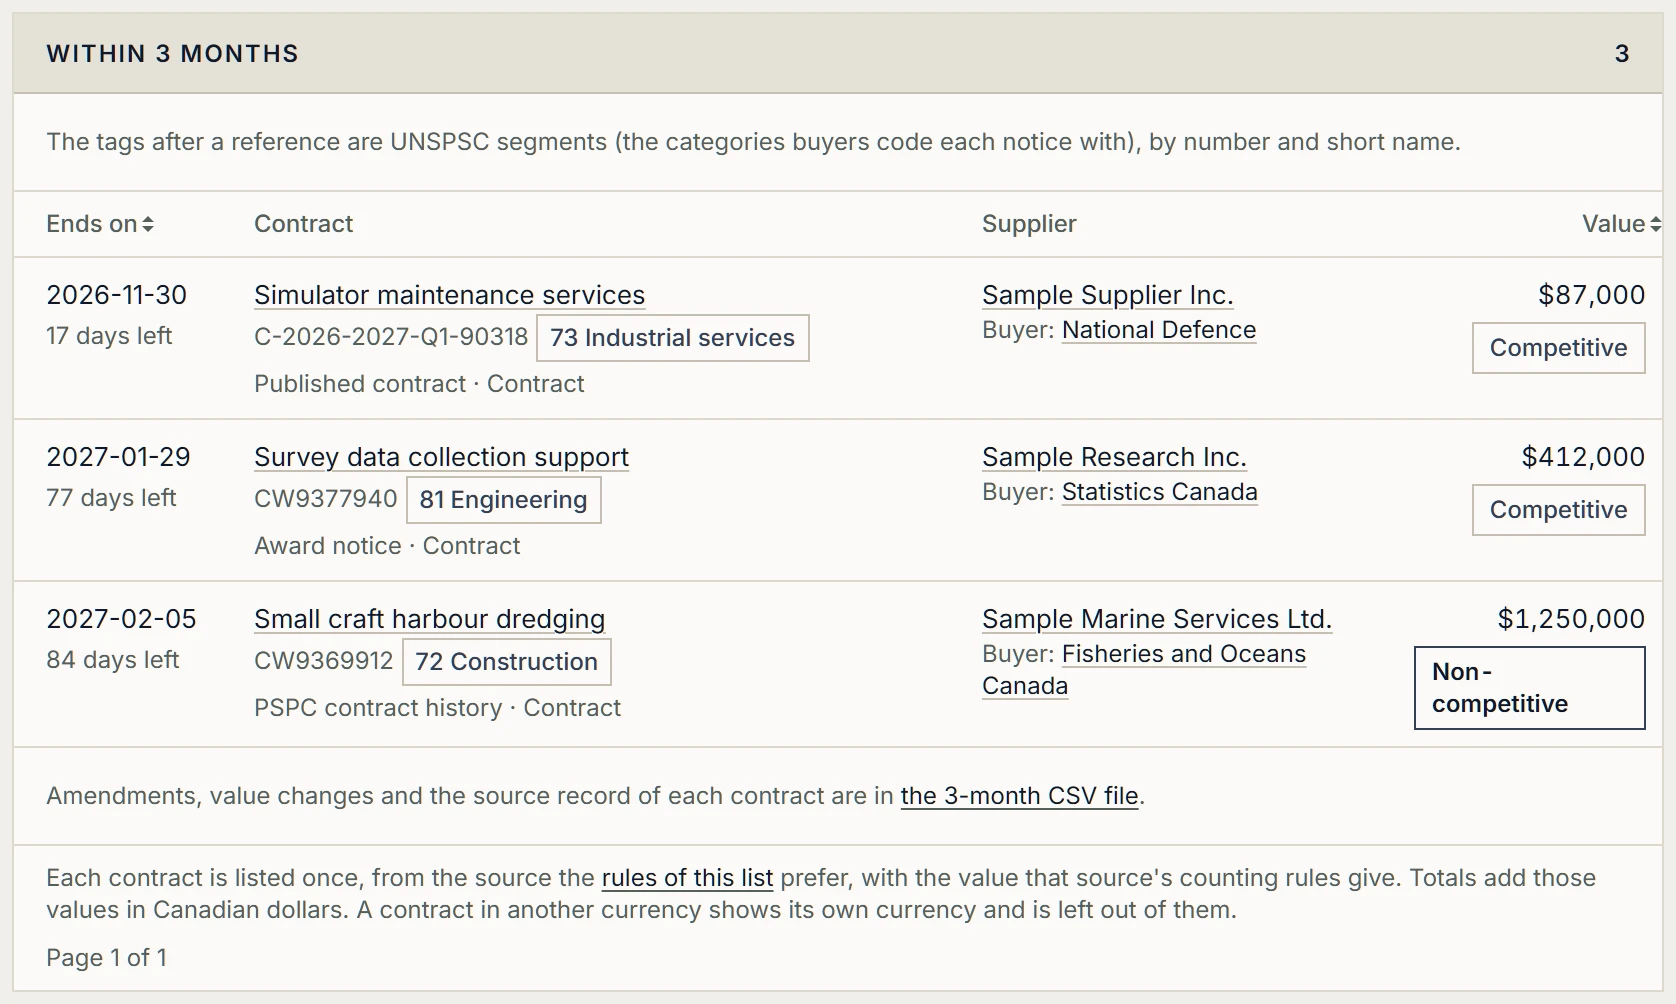 WITHIN 3 MONTHS 3
The tags after a reference are UNSPSC segments (the categories buyers code each notice with), by number and short name.
Ends on Contract Supplier Value
2026-11-30 Simulator maintenance services Sample Supplier Inc. $87,000
17 days left C-2026-2027-Q1-90318 73 Industrial services Buyer: National Defence Competitive
Published contract · Contract
2027-01-29 Survey data collection support Sample Research Inc. $412,000
77 days left CW9377940 81 Engineering Buyer: Statistics Canada Competitive
Award notice · Contract
2027-02-05 Small craft harbour dredging Sample Marine Services Ltd. $1,250,000
84 days left CW9369912 72 Construction Buyer: Fisheries and Oceans Non-
Canada competitive
PSPC contract history · Contract
Amendments, value changes and the source record of each contract are in the 3-month CSV file.
Each contract is listed once, from the source the rules of this list prefer, with the value that source's counting rules give. Totals add those
values in Canadian dollars. A contract in another currency shows its own currency and is left out of them.
Page 1 of 1